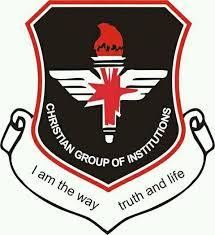 CHRISTIAN GROUP OF INSTITUTIONS
I am the way
truth and life